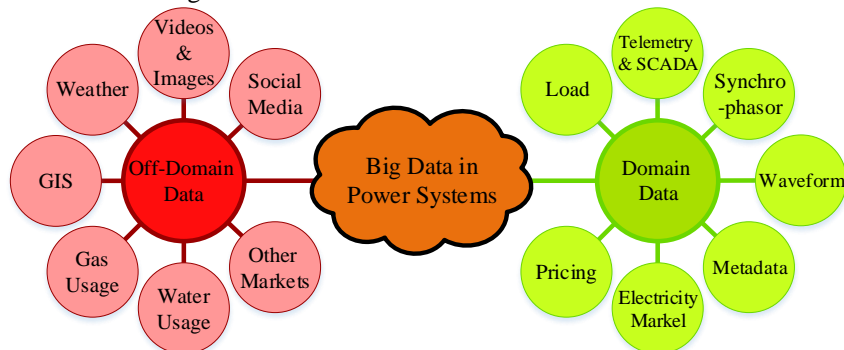 Videos
&
Images
Weather
Social
Media
Off-Domain
Data
GIS
Gas
Usage
Water
Usage
Other
Markets
Big Data in
Power Systems
Telemetry
& SCADA
Load
Synchro
-phasor
Domain
Data
Waveform
Pricing
Metadata
Electricity
Markel